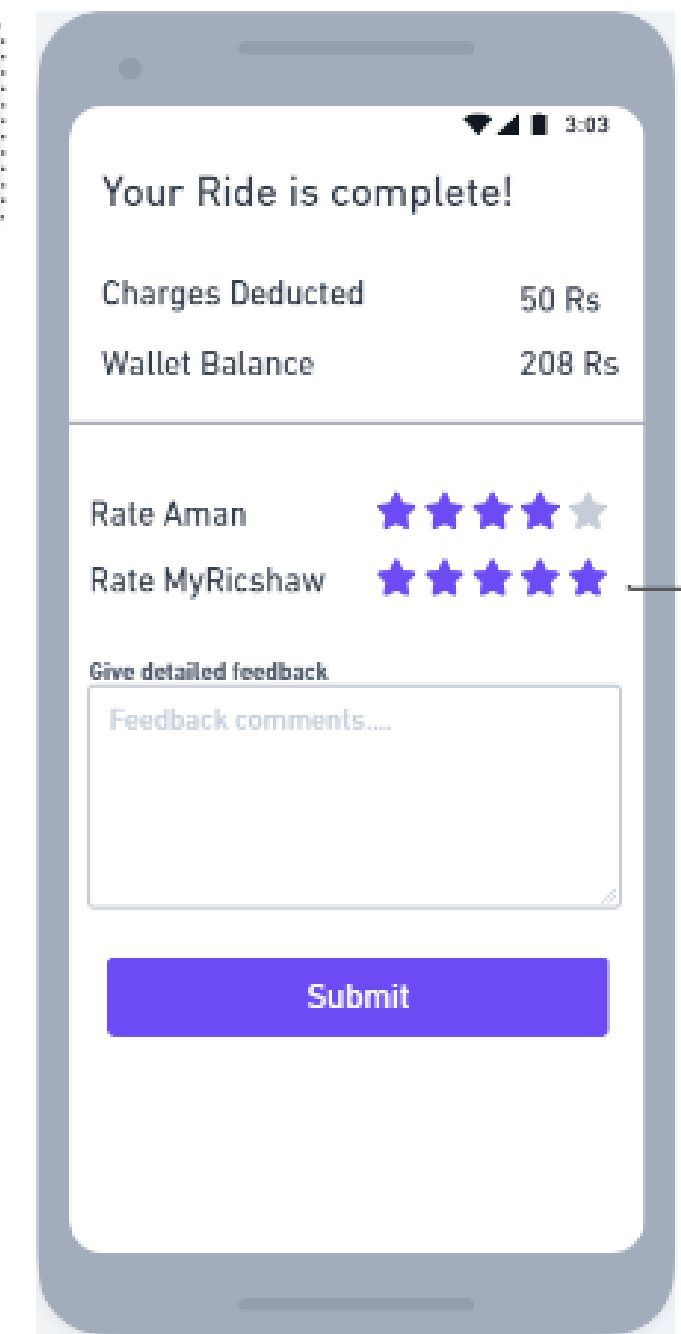 3:03
Your Ride is complete!
Charges Deducted 50 Rs
Wallet Balance 208 Rs
Rate Aman
Rate MyRicshaw
Give detailed feedback
Feedback comments....
Submit